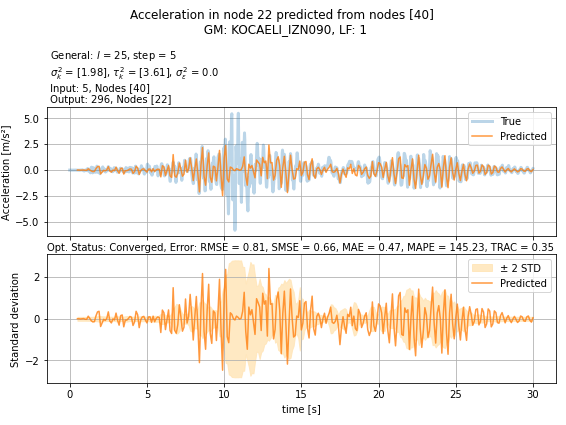 Acceleration in node 22 predicted from nodes [40]
GM: KOCAELI_IZN090, LF: 1
General: l = 25, step = 5
σ²ₖ = [1.98], τ²ₖ = [3.61], σ²ε = 0.0
Input: 5, Nodes [40]
Output: 296, Nodes [22]
Acceleration [m/s²]
5.0
2.5
0.0
−2.5
−5.0
True
Predicted
Opt. Status: Converged, Error: RMSE = 0.81, SMSE = 0.66, MAE = 0.47, MAPE = 145.23, TRAC = 0.35
Standard deviation
2
0
−2
± 2 STD
Predicted
0 5 10 15 20 25 30
time [s]